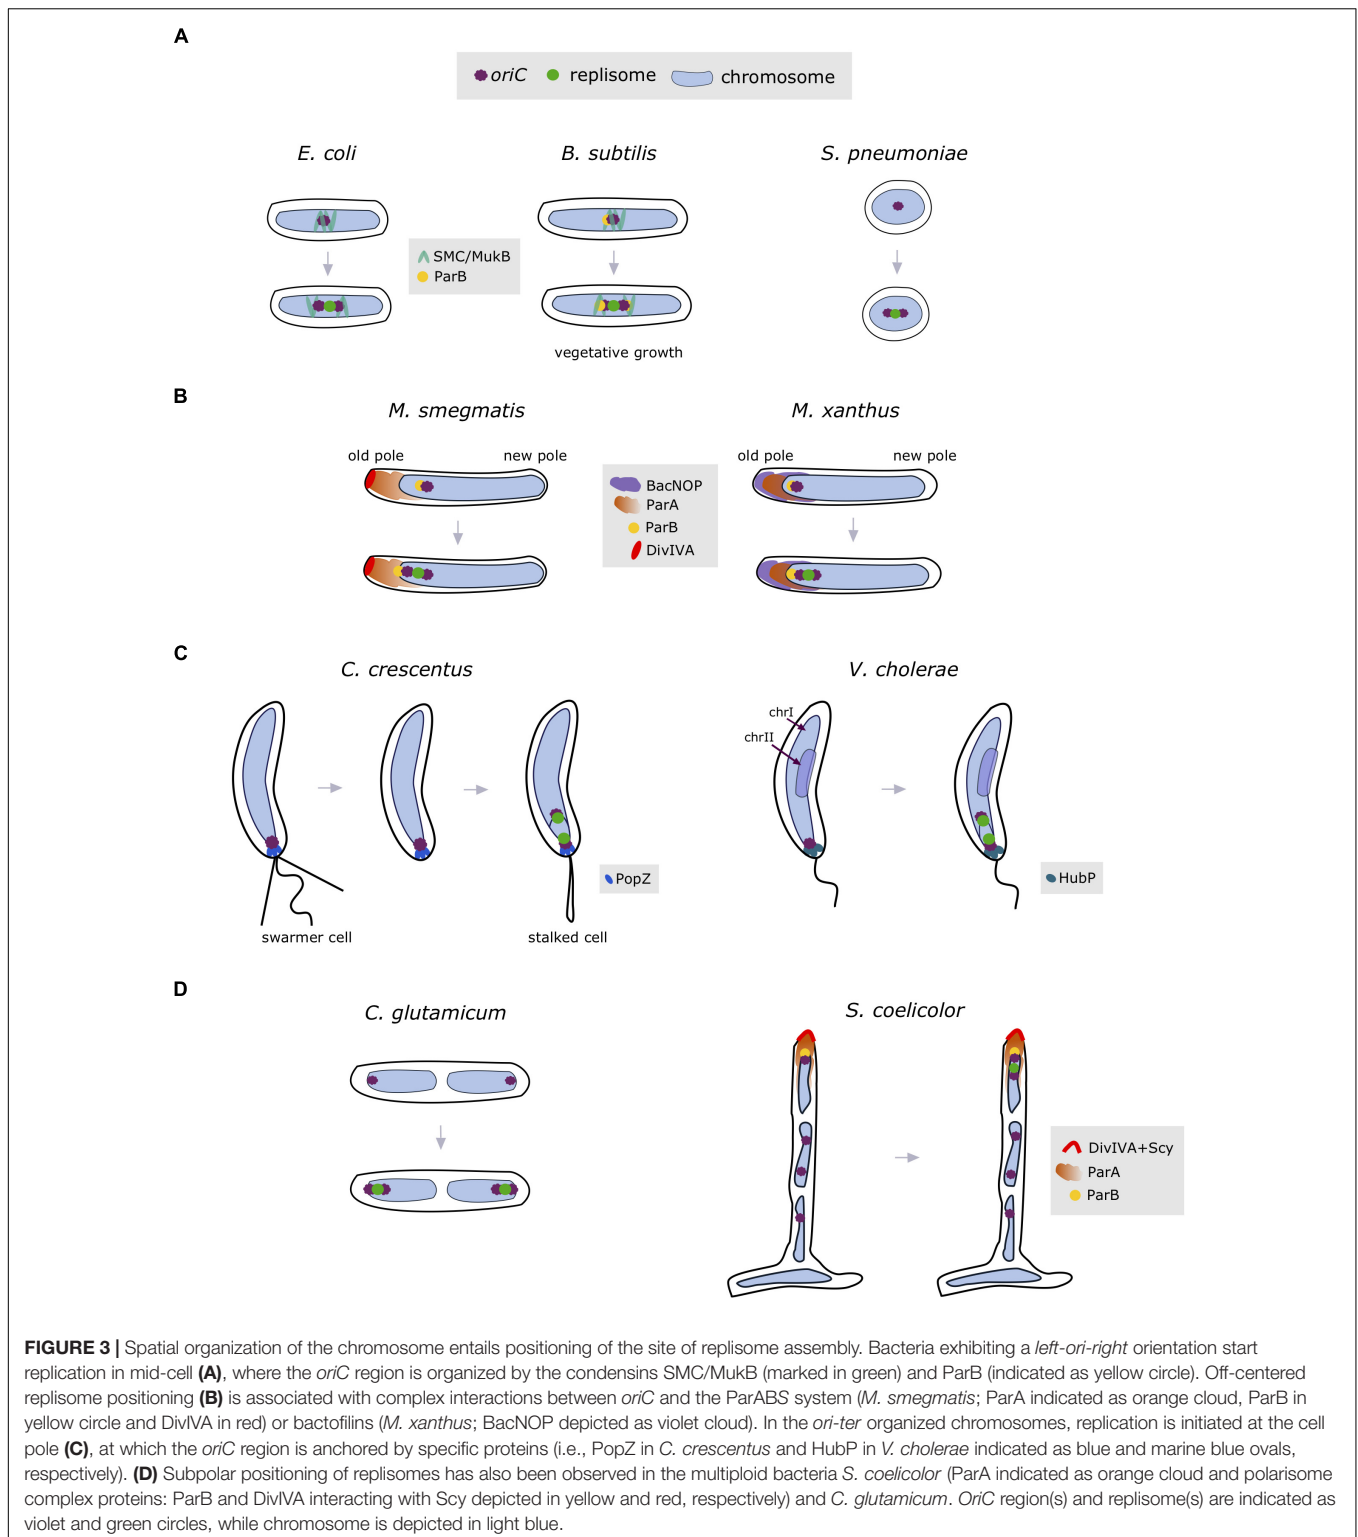 A
oriC replisome chromosome
E. coli B. subtilis S. pneumoniae
SMC/MukB
ParB
vegetative growth
B
M. smegmatis M. xanthus
old pole new pole old pole new pole
BacNOP
ParA
ParB
DivIVA
C
C. crescentus V. cholerae
chrI
chrII
PopZ HubP
swarmer cell stalked cell
D
C. glutamicum S. coelicolor
DivIVA+Scy
ParA
ParB
FIGURE 3 | Spatial organization of the chromosome entails positioning of the site of replisome assembly. Bacteria exhibiting a left-ori-right orientation start
replication in mid-cell (A), where the oriC region is organized by the condensins SMC/MukB (marked in green) and ParB (indicated as yellow circle). Off-centered
replisome positioning (B) is associated with complex interactions between oriC and the ParABS system (M. smegmatis; ParA indicated as orange cloud, ParB in
yellow circle and DivIVA in red) or bactofilins (M. xanthus; BacNOP depicted as violet cloud). In the ori-ter organized chromosomes, replication is initiated at the cell
pole (C), at which the oriC region is anchored by specific proteins (i.e., PopZ in C. crescentus and HubP in V. cholerae indicated as blue and marine blue ovals,
respectively). (D) Subpolar positioning of replisomes has also been observed in the multiploid bacteria S. coelicolor (ParA indicated as orange cloud and polarisome
complex proteins: ParB and DivIVA interacting with Scy depicted in yellow and red, respectively) and C. glutamicum. OriC region(s) and replisome(s) are indicated as
violet and green circles, while chromosome is depicted in light blue.